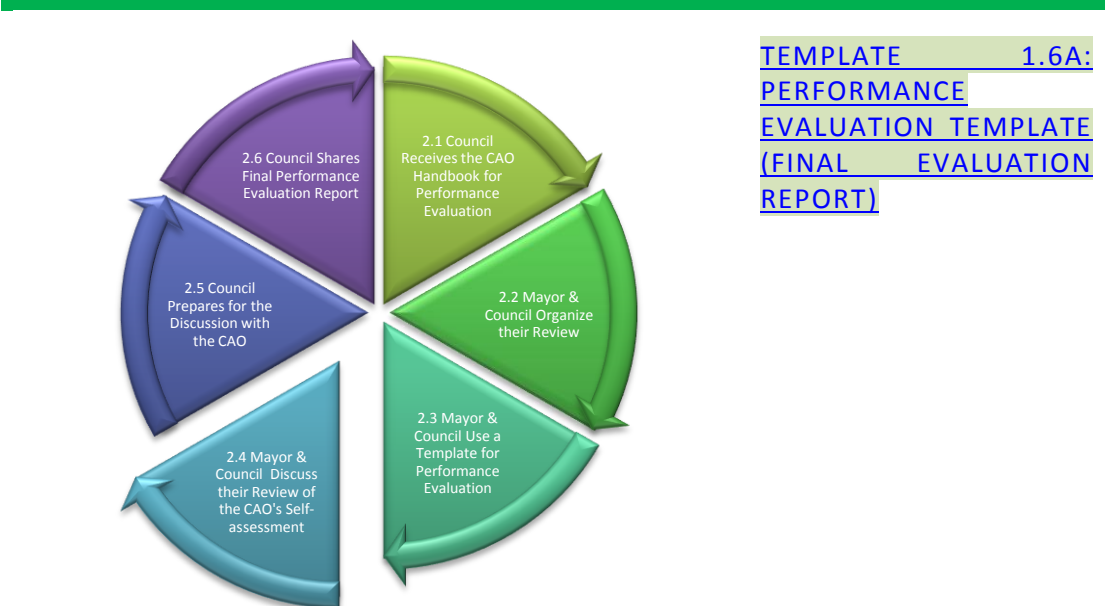 2.1 Council
Receives the CAO
Handbook for
Performance
Evaluation
2.2 Mayor &
Council Organize
their Review
2.3 Mayor &
Council Use a
Template for
Performance
Evaluation
2.4 Mayor &
Council Discuss
their Review of
the CAO's Self-
assessment
2.5 Council
Prepares for the
Discussion with
the CAO
2.6 Council Shares
Final Performance
Evaluation Report
TEMPLATE 1.6A:
PERFORMANCE
EVALUATION TEMPLATE
(FINAL EVALUATION
REPORT)